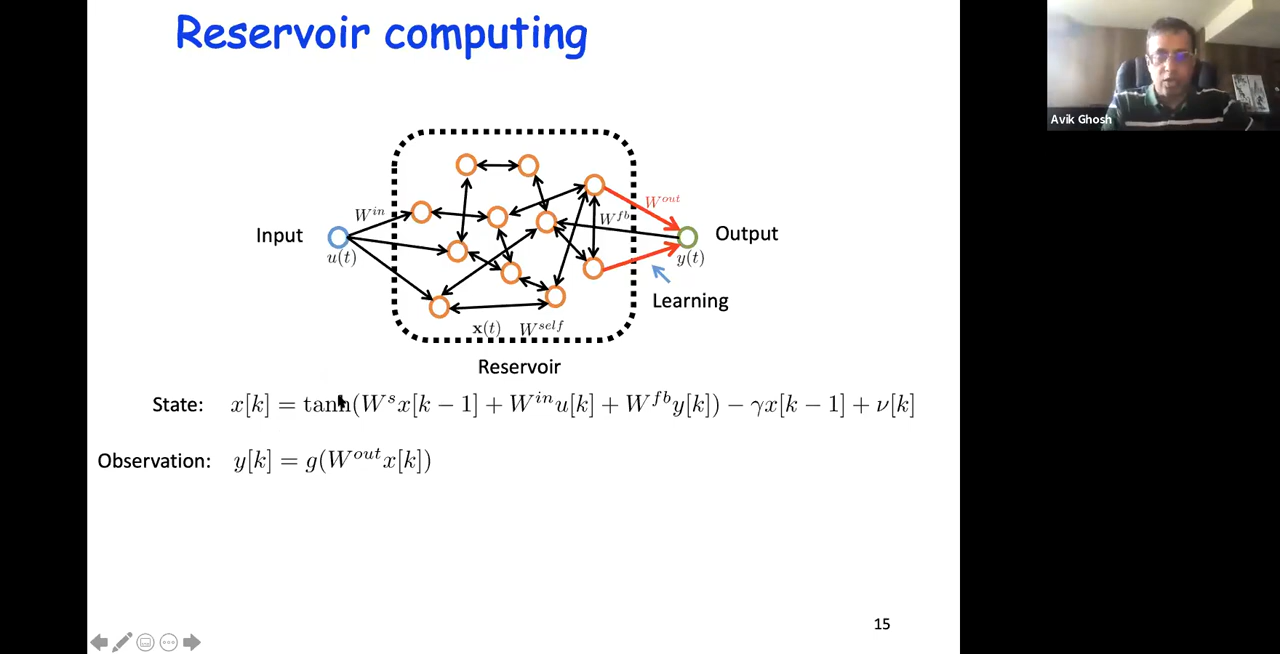 Reservoir computing
Avik Ghosh
W^{in}
W^{out}
W^{fb}
Input
Output
u(t)
y(t)
Learning
x(t) W^{self}
Reservoir
State: x[k] = tanh(W^s x[k − 1] + W^{in} u[k] + W^{fb} y[k]) − γx[k − 1] + ν[k]
Observation: y[k] = g(W^{out} x[k])
15